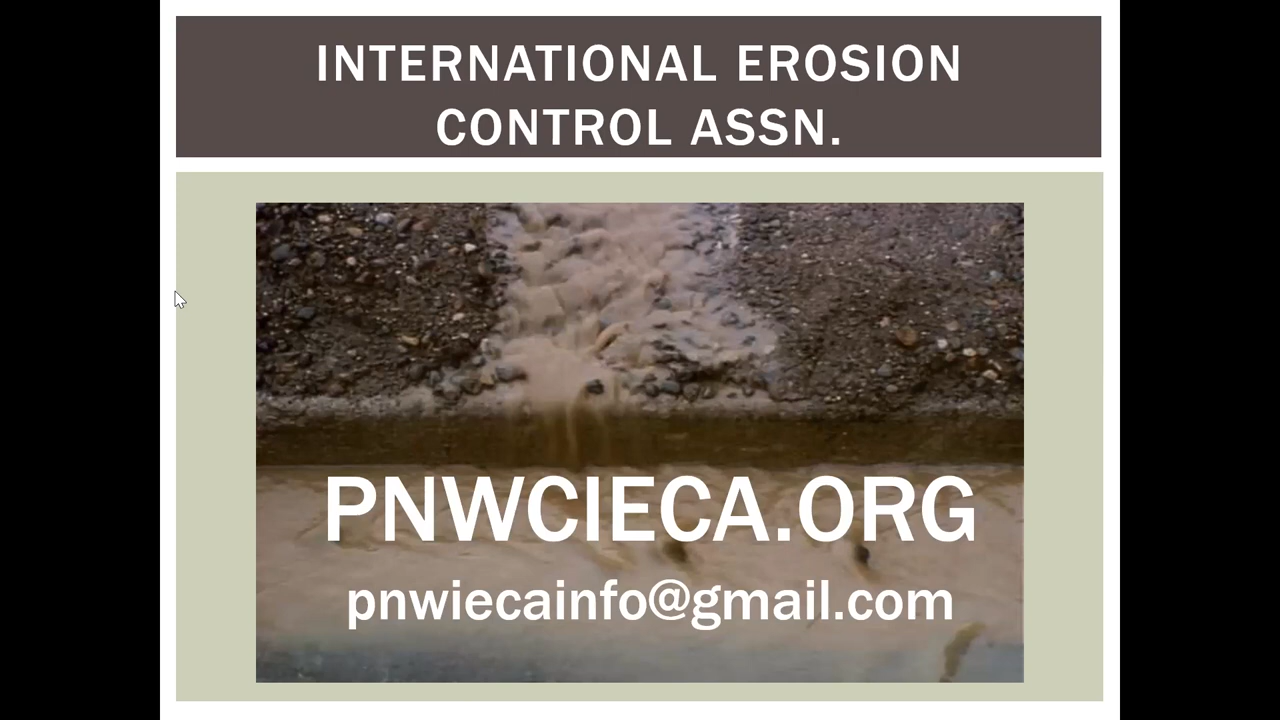 INTERNATIONAL EROSION
CONTROL ASSN.
PNWCIECA.ORG
pnwiecainfo@gmail.com